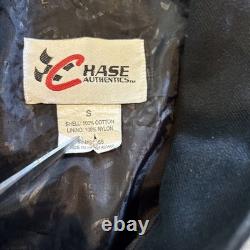 CHASE
AUTHENTICS
S
SHELL: 100% COTTON
LINING: 100% NYLON